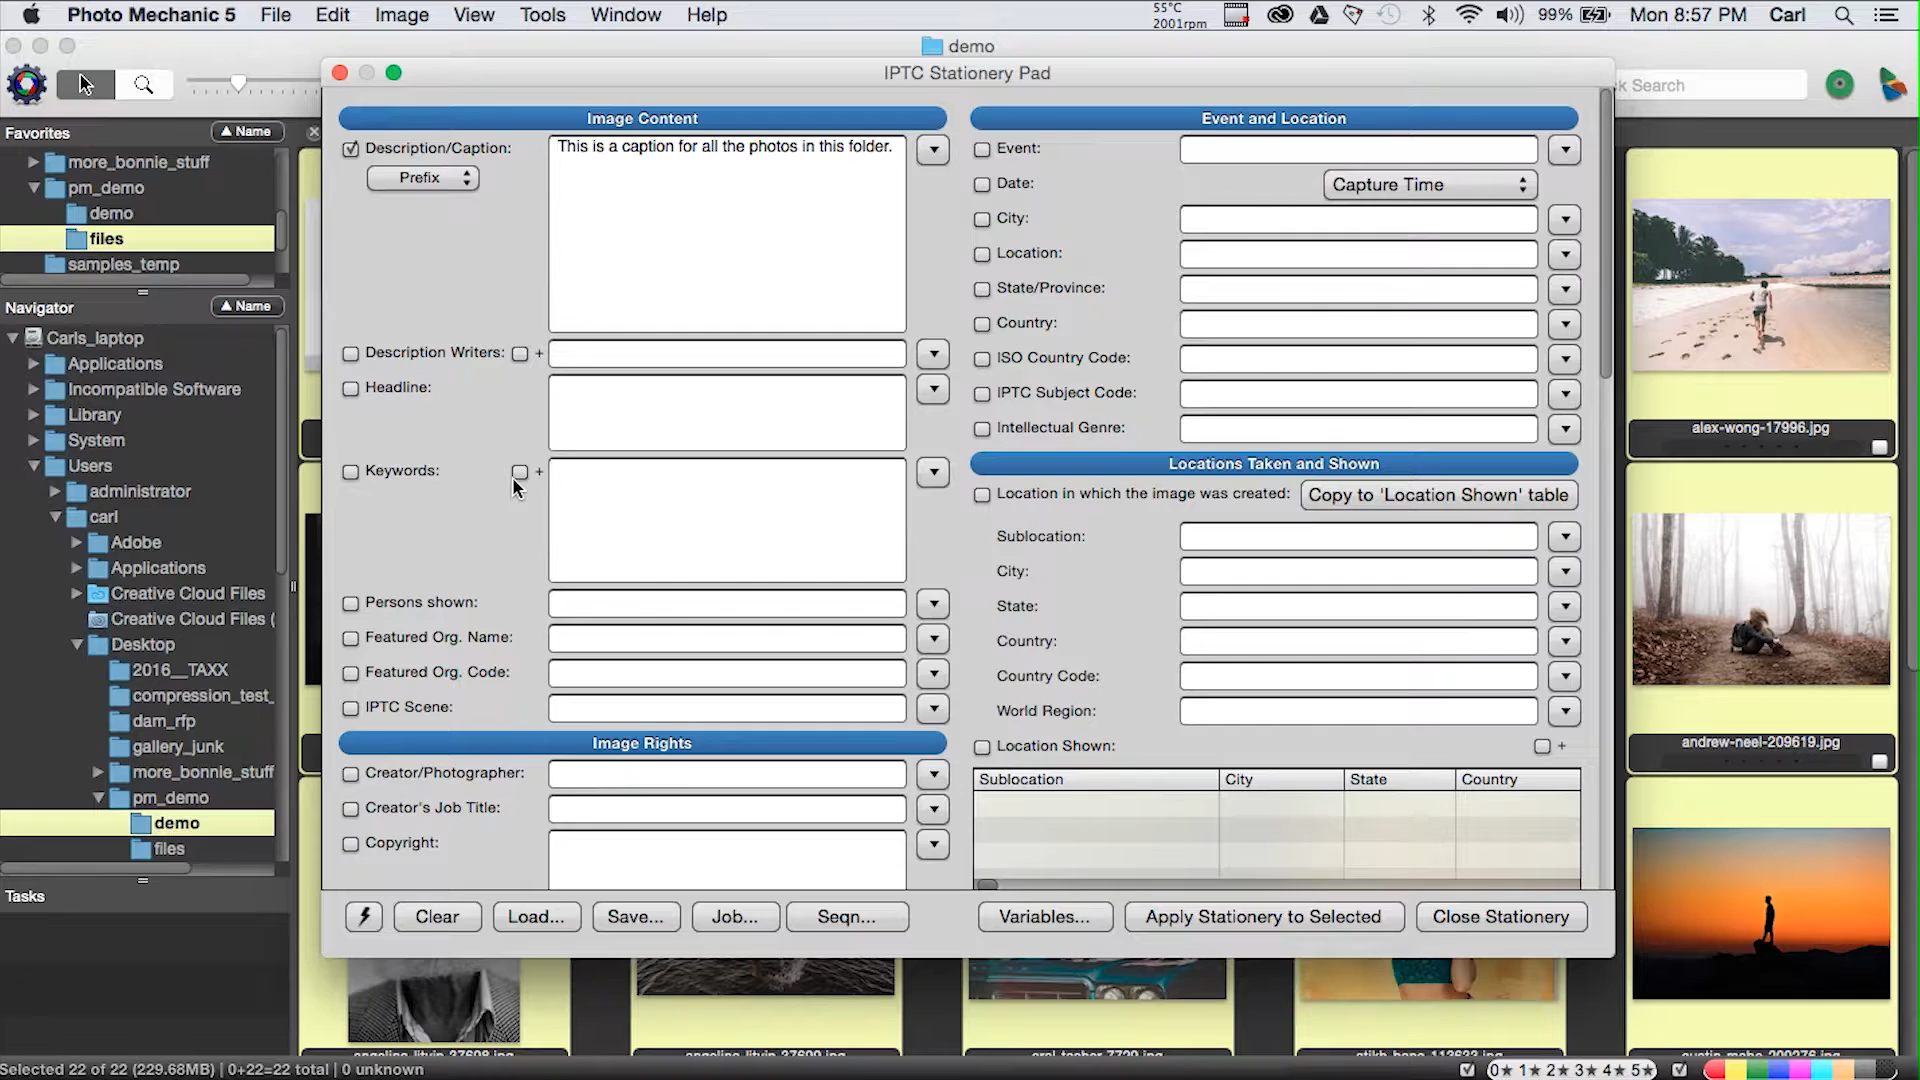 Photo Mechanic 5 File Edit Image View Tools Window Help
55°C
2001rpm
99% Mon 8:57 PM Carl
demo
IPTC Stationery Pad
Search
Favorites Name
more_bonnie_stuff
pm_demo
demo
files
samples_temp
Navigator Name
Carls_laptop
Applications
Incompatible Software
Library
System
Users
administrator
carl
Adobe
Applications
Creative Cloud Files
Creative Cloud Files (
Desktop
2016__TAXX
compression_test_
dam_rfp
gallery_junk
more_bonnie_stuff
pm_demo
demo
files
Tasks
Image Content
Description/Caption: This is a caption for all the photos in this folder.
Prefix
Description Writers: +
Headline:
Keywords: +
Persons shown:
Featured Org. Name:
Featured Org. Code:
IPTC Scene:
Image Rights
Creator/Photographer:
Creator's Job Title:
Copyright:
Event and Location
Event:
Date: Capture Time
City:
Location:
State/Province:
Country:
ISO Country Code:
IPTC Subject Code:
Intellectual Genre:
Locations Taken and Shown
Location in which the image was created: Copy to 'Location Shown' table
Sublocation:
City:
State:
Country:
Country Code:
World Region:
Location Shown: +
Sublocation City State Country
Clear Load... Save... Job... Seqn... Variables... Apply Stationery to Selected Close Stationery
alex-wong-17996.jpg
andrew-neel-209619.jpg
Selected 22 of 22 (229.68MB) | 0+22=22 total | 0 unknown
0★ 1★ 2★ 3★ 4★ 5★